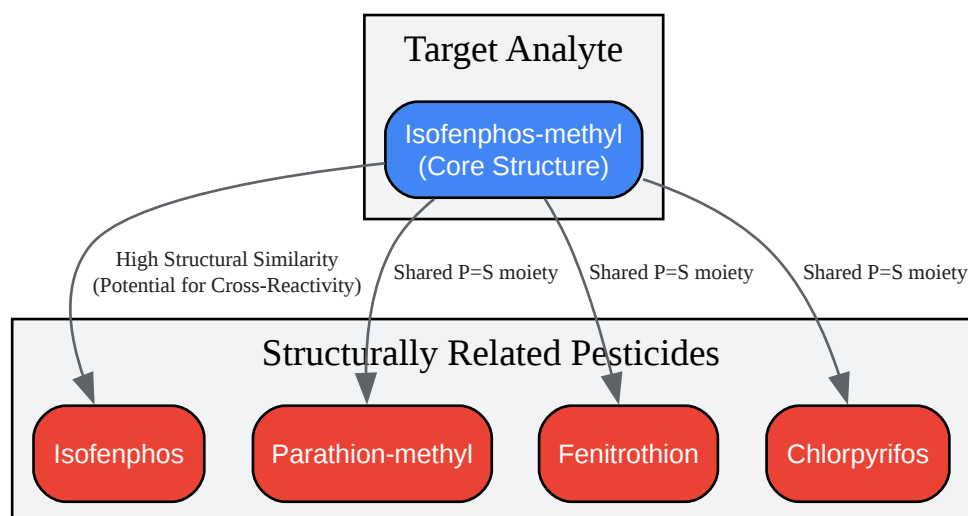 Target Analyte
Isofenphos-methyl
(Core Structure)
High Structural Similarity
(Potential for Cross-Reactivity)
Shared P=S moiety
Shared P=S moiety
Shared P=S moiety
Structurally Related Pesticides
Isofenphos
Parathion-methyl
Fenitrothion
Chlorpyrifos